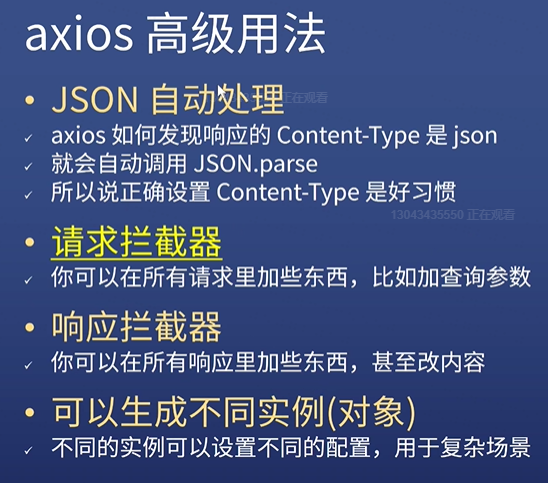 axios 高级用法
• JSON 自动处理
正在观看
✓ axios 如何发现响应的 Content-Type 是 json
✓ 就会自动调用 JSON.parse
✓ 所以说正确设置 Content-Type 是好习惯
13043435550 正在观看
• 请求拦截器
✓ 你可以在所有请求里加些东西，比如加查询参数
• 响应拦截器
✓ 你可以在所有响应里加些东西，甚至改内容
• 可以生成不同实例(对象)
✓ 不同的实例可以设置不同的配置，用于复杂场景